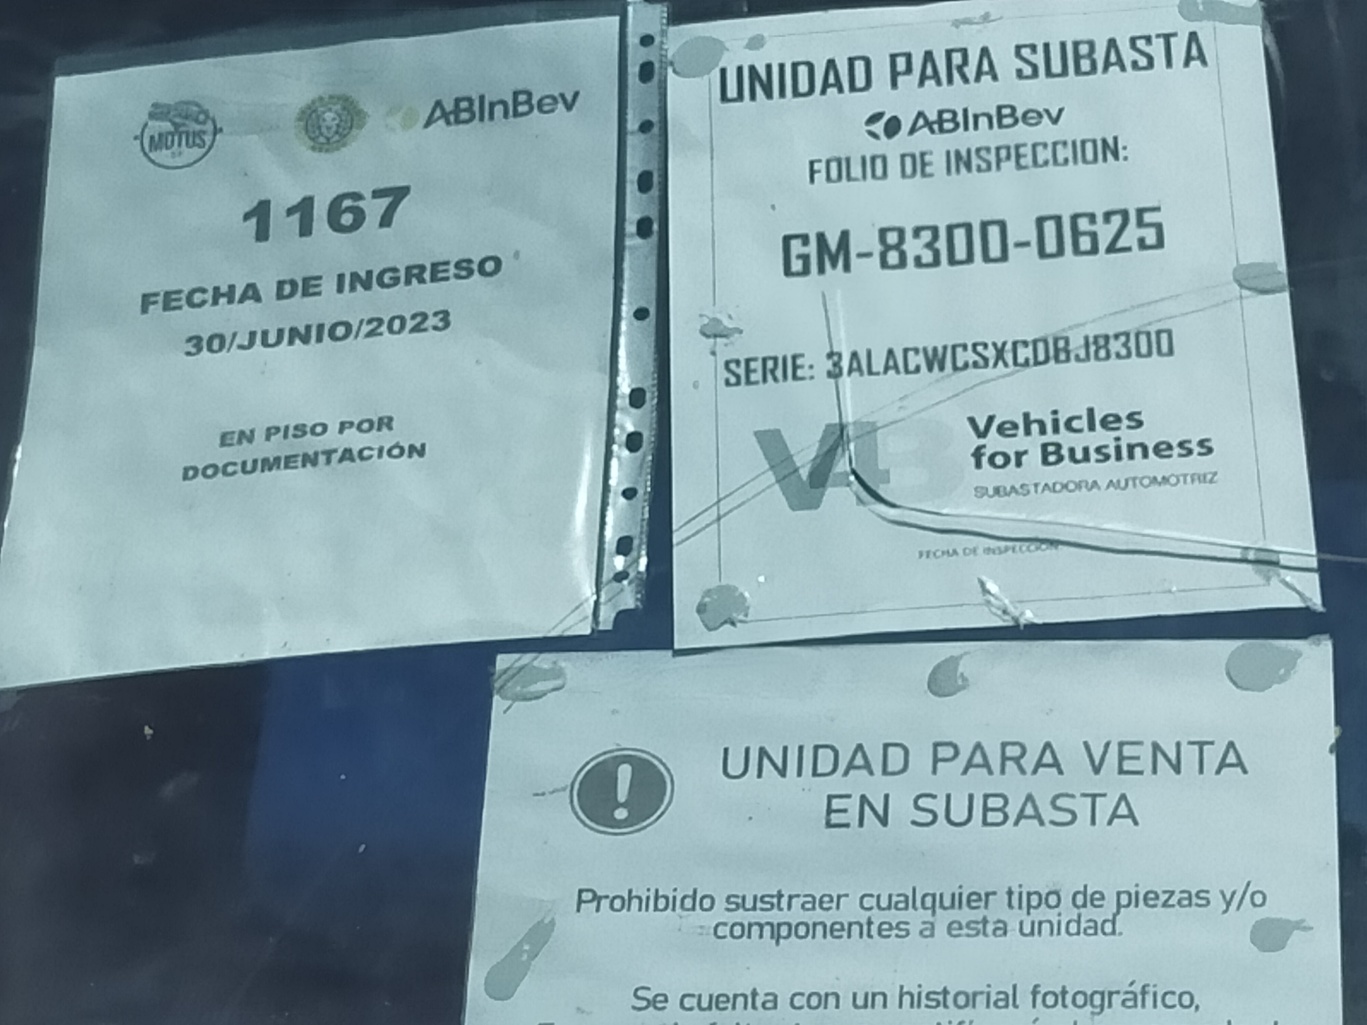 MOTUS
ABInBev
1167
FECHA DE INGRESO
30/JUNIO/2023
EN PISO POR
DOCUMENTACIÓN
UNIDAD PARA SUBASTA
ABInBev
FOLIO DE INSPECCION:
GM-8300-0625
SERIE: 3ALACWCSXCDBJ8300
V4B
Vehicles
for Business
SUBASTADORA AUTOMOTRIZ
FECHA DE INSPECCION
UNIDAD PARA VENTA
EN SUBASTA
Prohibido sustraer cualquier tipo de piezas y/o
componentes a esta unidad.
Se cuenta con un historial fotográfico,